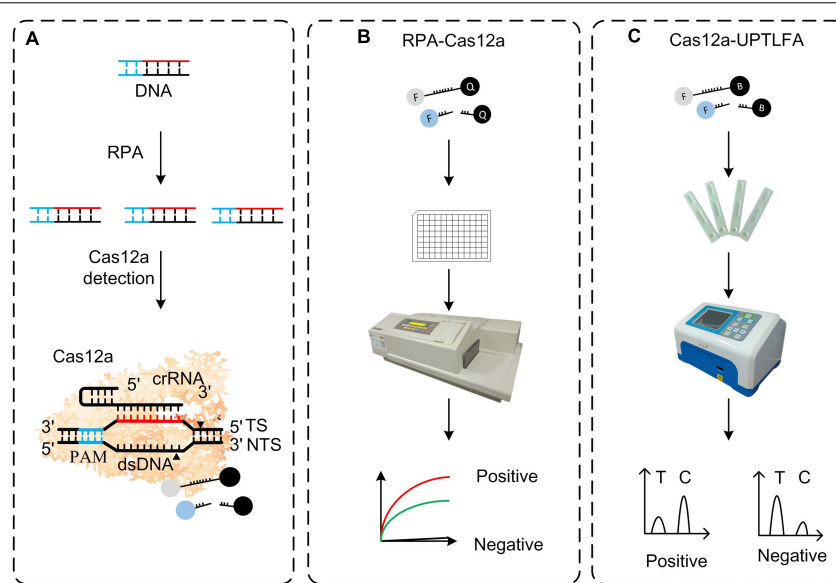 A
DNA
RPA
Cas12a
detection
Cas12a
5' crRNA
3'
3'
5' TS
5'
3' NTS
PAM
dsDNA
B
RPA-Cas12a
F Q
F Q
Positive
Negative
C
Cas12a-UPTLFA
F B
F B
T C
Positive
T C
Negative